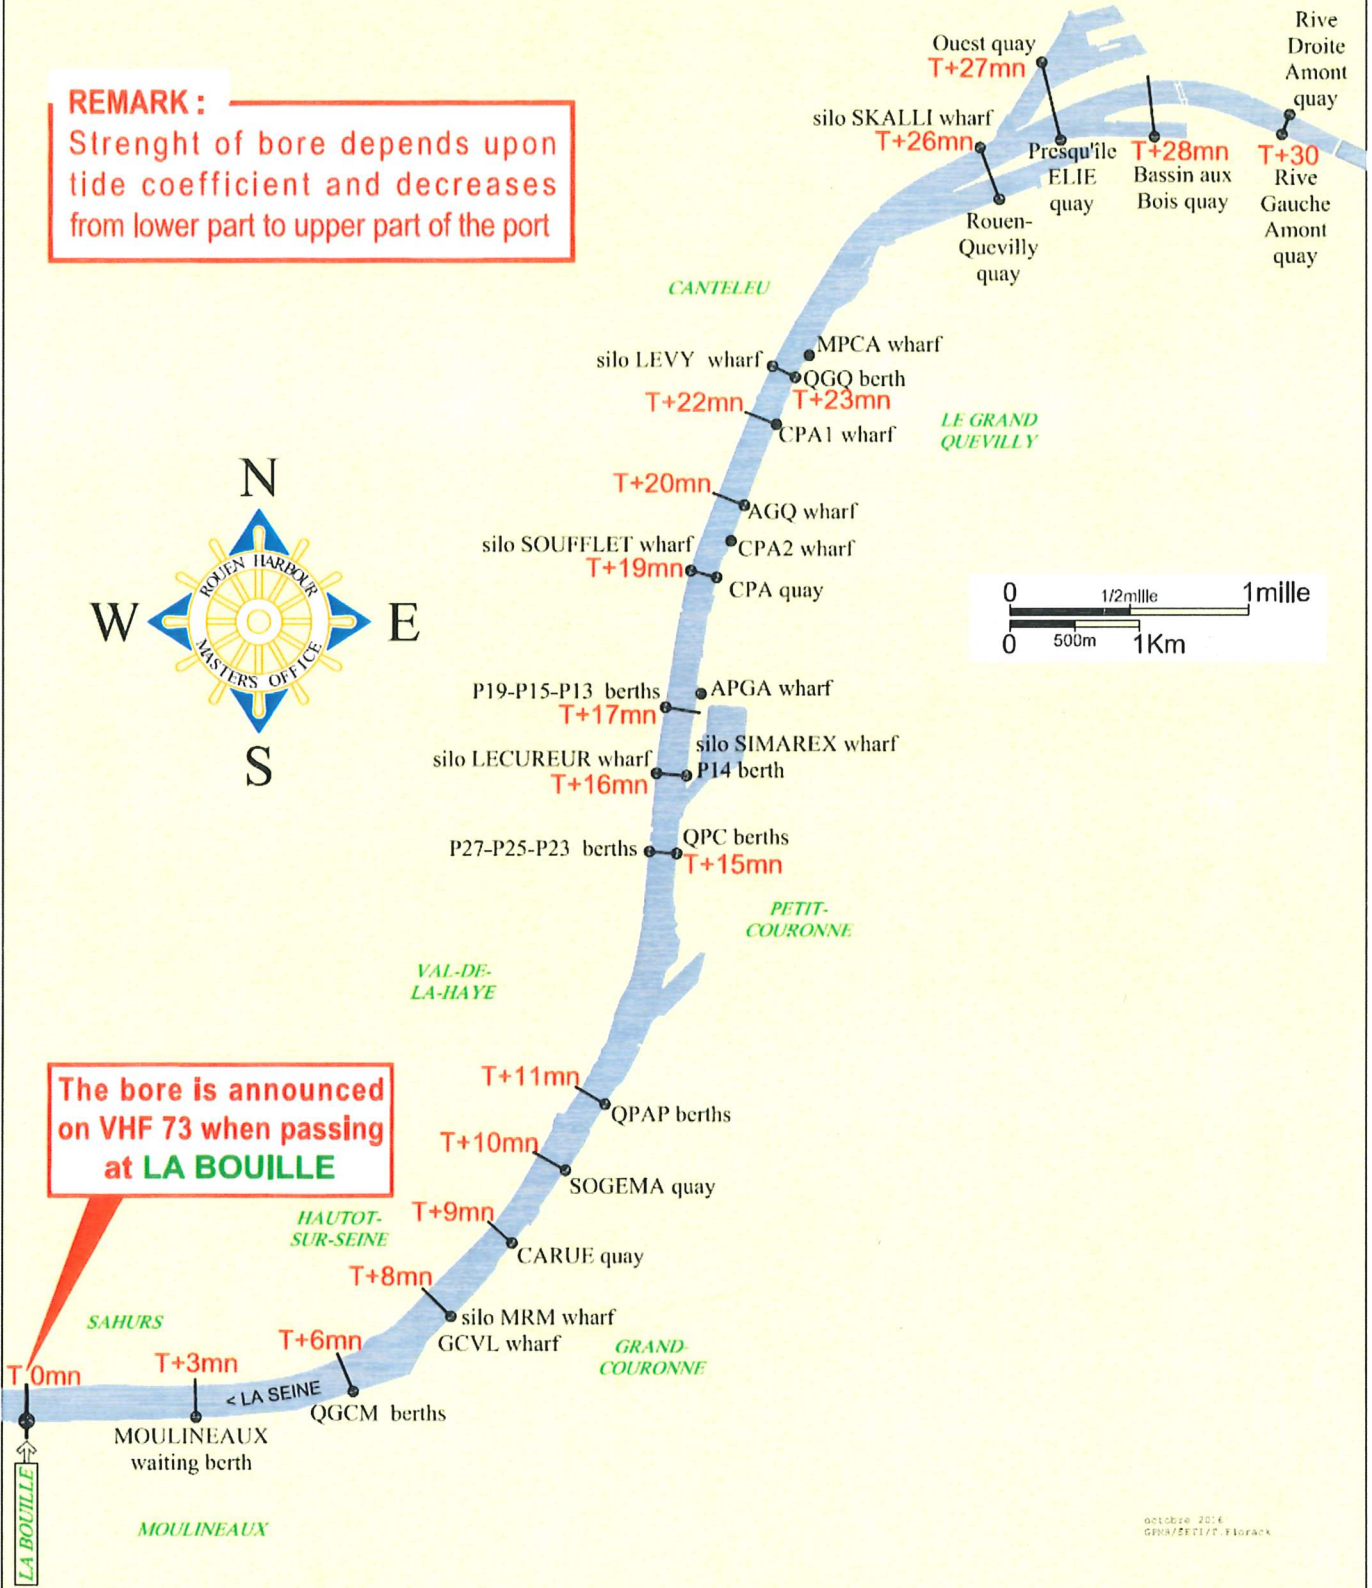 REMARK :
Strenght of bore depends upon
tide coefficient and decreases
from lower part to upper part of the port
Ouest quay
T+27mn
Rive
Droite
Amont
quay
silo SKALLI wharf
T+26mn
Presqu'île
ELIE
quay
T+28mn
Bassin aux
Bois quay
T+30
Rive
Gauche
Amont
quay
Rouen-
Quevilly
quay
CANTELEU
MPCA wharf
silo LEVY wharf
QGQ berth
T+23mn
T+22mn
CPA1 wharf
LE GRAND
QUEVILLY
T+20mn
AGQ wharf
silo SOUFFLET wharf
CPA2 wharf
T+19mn
CPA quay
N
W
E
S
ROUEN HARBOUR
MASTER'S OFFICE
0 1/2mille 1mille
0 500m 1Km
P19-P15-P13 berths
APGA wharf
T+17mn
silo SIMAREX wharf
silo LECUREUR wharf
P14 berth
T+16mn
QPC berths
P27-P25-P23 berths
T+15mn
PETIT-
COURONNE
VAL-DE-
LA-HAYE
The bore is announced
on VHF 73 when passing
at LA BOUILLE
T+11mn
QPAP berths
T+10mn
SOGEMA quay
T+9mn
HAUTOT-
SUR-SEINE
CARUE quay
T+8mn
silo MRM wharf
GCVL wharf
SAHURS
T+6mn
GRAND-
COURONNE
T 0mn
T+3mn
< LA SEINE
QGCM berths
MOULINEAUX
waiting berth
LA BOUILLE
MOULINEAUX
octobre 2016